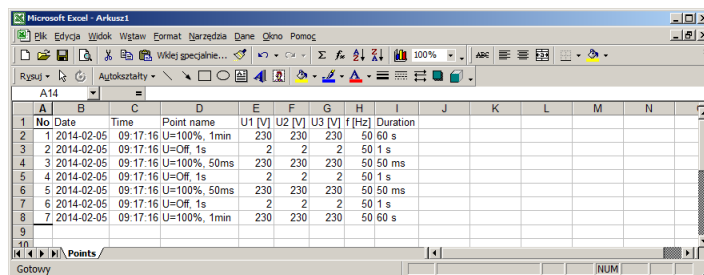 Microsoft Excel - Arkusz1
Plik Edycja Widok Wstaw Format Narzędzia Dane Okno Pomoc
Wklej specjalnie... Σ fx 100% ABC
Rysuj Autokształty A
A14 =
A B C D E F G H I J K L M N
1 No Date Time Point name U1 [V] U2 [V] U3 [V] f [Hz] Duration
2 1 2014-02-05 09:17:16 U=100%, 1min 230 230 230 50 60 s
3 2 2014-02-05 09:17:16 U=Off, 1s 2 2 2 50 1 s
4 3 2014-02-05 09:17:16 U=100%, 50ms 230 230 230 50 50 ms
5 4 2014-02-05 09:17:16 U=Off, 1s 2 2 2 50 1 s
6 5 2014-02-05 09:17:16 U=100%, 50ms 230 230 230 50 50 ms
7 6 2014-02-05 09:17:16 U=Off, 1s 2 2 2 50 1 s
8 7 2014-02-05 09:17:16 U=100%, 1min 230 230 230 50 60 s
9
10
Points
Gotowy NUM